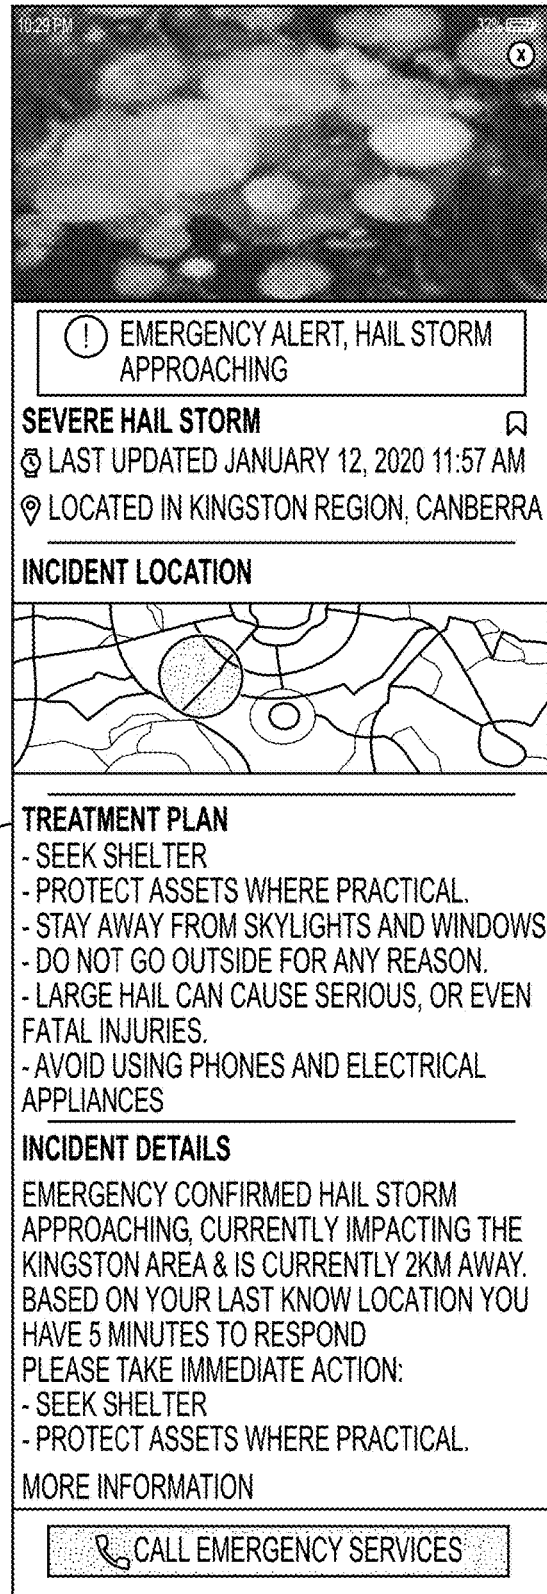 10:29 PM 32%
X
! EMERGENCY ALERT, HAIL STORM
APPROACHING
SEVERE HAIL STORM
LAST UPDATED JANUARY 12, 2020 11:57 AM
LOCATED IN KINGSTON REGION, CANBERRA
INCIDENT LOCATION
TREATMENT PLAN
- SEEK SHELTER
- PROTECT ASSETS WHERE PRACTICAL.
- STAY AWAY FROM SKYLIGHTS AND WINDOWS
- DO NOT GO OUTSIDE FOR ANY REASON.
- LARGE HAIL CAN CAUSE SERIOUS, OR EVEN
FATAL INJURIES.
- AVOID USING PHONES AND ELECTRICAL
APPLIANCES
INCIDENT DETAILS
EMERGENCY CONFIRMED HAIL STORM
APPROACHING, CURRENTLY IMPACTING THE
KINGSTON AREA & IS CURRENTLY 2KM AWAY.
BASED ON YOUR LAST KNOW LOCATION YOU
HAVE 5 MINUTES TO RESPOND
PLEASE TAKE IMMEDIATE ACTION:
- SEEK SHELTER
- PROTECT ASSETS WHERE PRACTICAL.
MORE INFORMATION
CALL EMERGENCY SERVICES